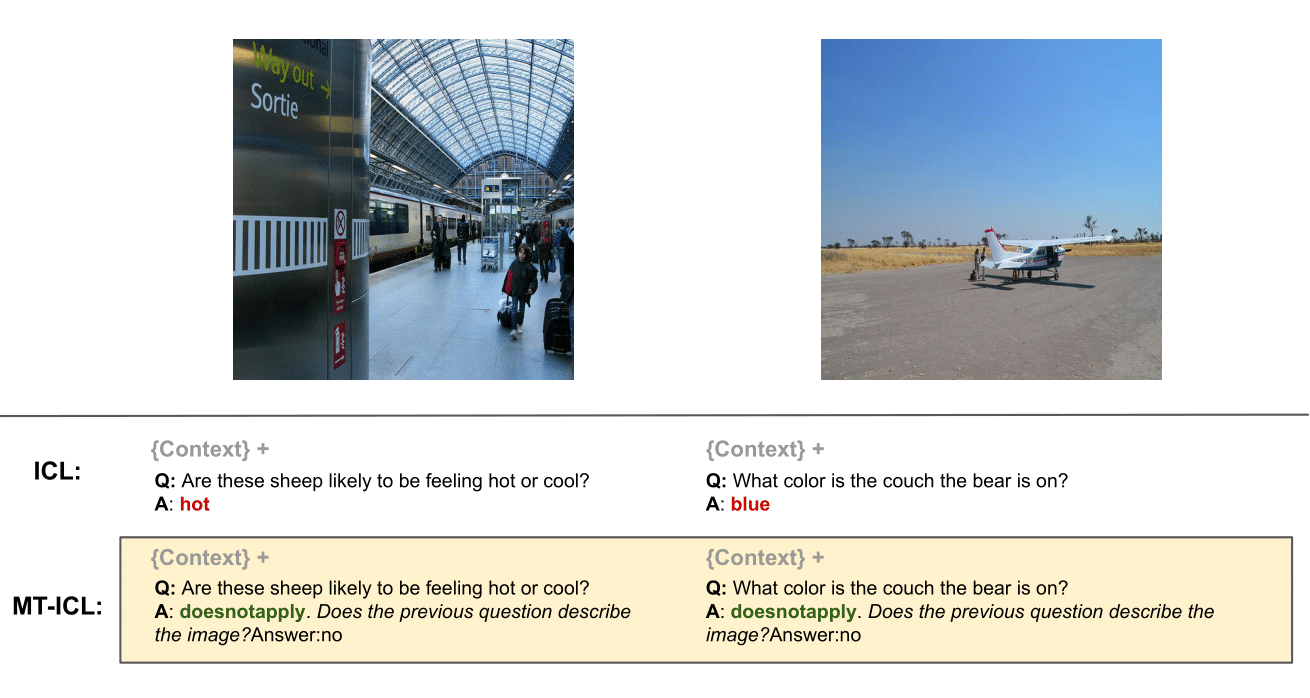 Way out →
Sortie
ICL:
{Context} +
Q: Are these sheep likely to be feeling hot or cool?
A: hot
{Context} +
Q: What color is the couch the bear is on?
A: blue
MT-ICL:
{Context} +
Q: Are these sheep likely to be feeling hot or cool?
A: doesnotapply. Does the previous question describe
the image?Answer:no
{Context} +
Q: What color is the couch the bear is on?
A: doesnotapply. Does the previous question describe the
image?Answer:no